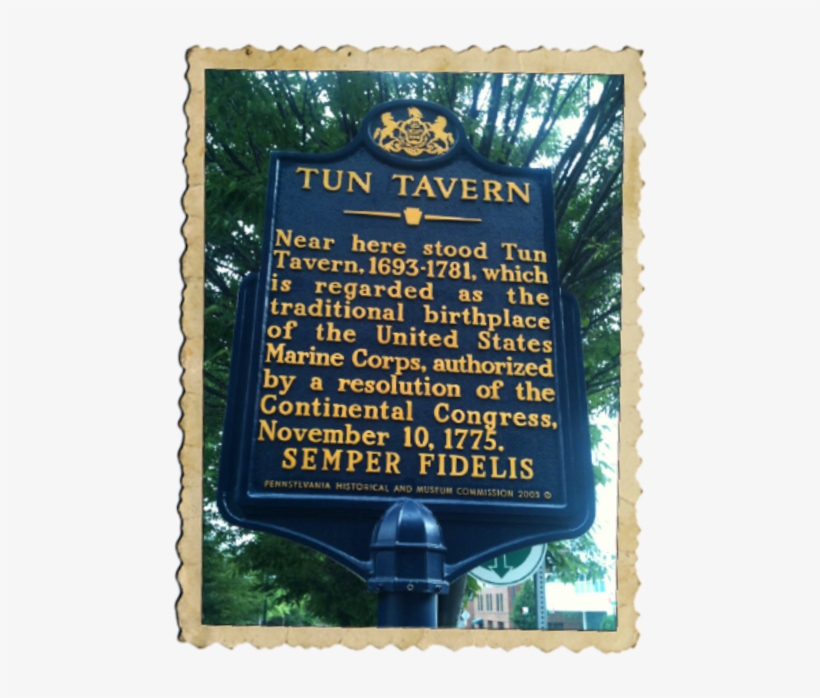 TUN TAVERN
Near here stood Tun
Tavern, 1693-1781, which
is regarded as the
traditional birthplace
of the United States
Marine Corps, authorized
by a resolution of the
Continental Congress,
November 10, 1775.
SEMPER FIDELIS
PENNSYLVANIA HISTORICAL AND MUSEUM COMMISSION 2003 ©